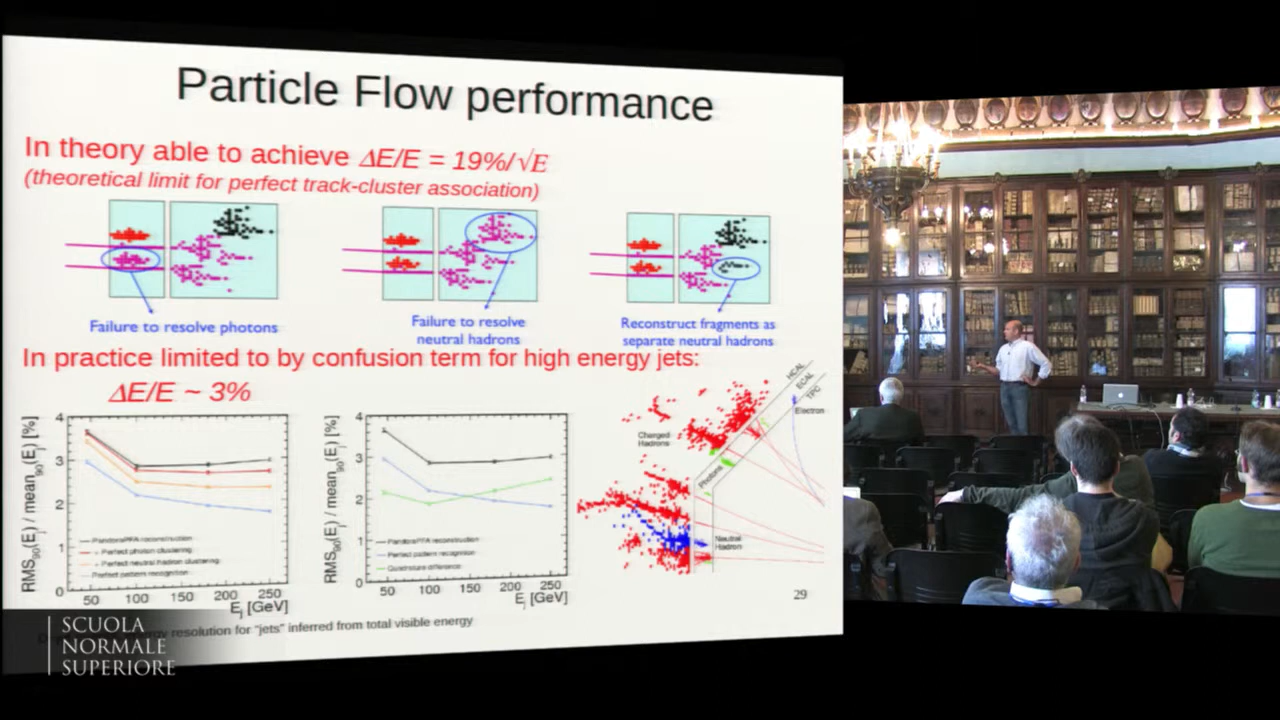 Particle Flow performance
In theory able to achieve ΔE/E = 19%/√E
(theoretical limit for perfect track-cluster association)
Failure to resolve photons
Failure to resolve
neutral hadrons
Reconstruct fragments as
separate neutral hadrons
In practice limited to by confusion term for high energy jets:
ΔE/E ~ 3%
RMS90(Ej) / mean90(Ej) [%]
4
3
2
1
0
PandoraPFA reconstruction
+ Perfect photon clustering
+ Perfect neutral hadron clustering
Perfect pattern recognition
50 100 150 200 250
Ej [GeV]
RMS90(Ej) / mean90(Ej) [%]
4
3
2
1
0
PandoraPFA reconstruction
Perfect pattern recognition
Quadrature difference
50 100 150 200 250
Ej [GeV]
HCAL
ECAL
TPC
Electron
Charged
Hadrons
Photons
Neutral
Hadron
29
resolution for "jets" inferred from total visible energy
SCUOLA
NORMALE
SUPERIORE